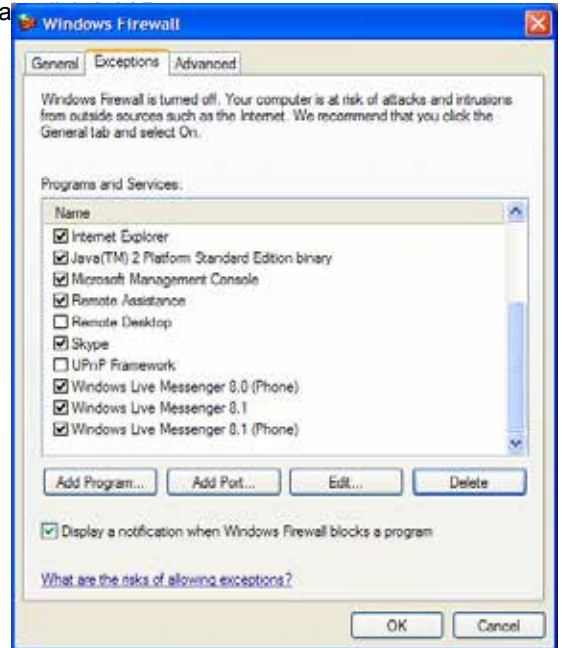 a
Windows Firewall
General Exceptions Advanced
Windows Firewall is turned off. Your computer is at risk of attacks and intrusions
from outside sources such as the Internet. We recommend that you click the
General tab and select On.
Programs and Services:
Name
Internet Explorer
Java(TM) 2 Platform Standard Edition binary
Microsoft Management Console
Remote Assistance
Remote Desktop
Skype
UPnP Framework
Windows Live Messenger 8.0 (Phone)
Windows Live Messenger 8.1
Windows Live Messenger 8.1 (Phone)
Add Program... Add Port... Edit... Delete
Display a notification when Windows Firewall blocks a program
What are the risks of allowing exceptions?
OK Cancel